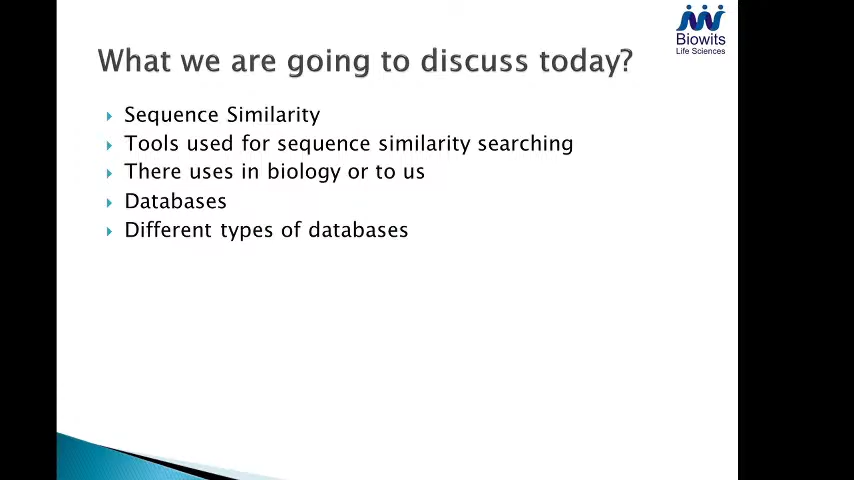 Biowits
Life Sciences
What we are going to discuss today?
Sequence Similarity
Tools used for sequence similarity searching
There uses in biology or to us
Databases
Different types of databases